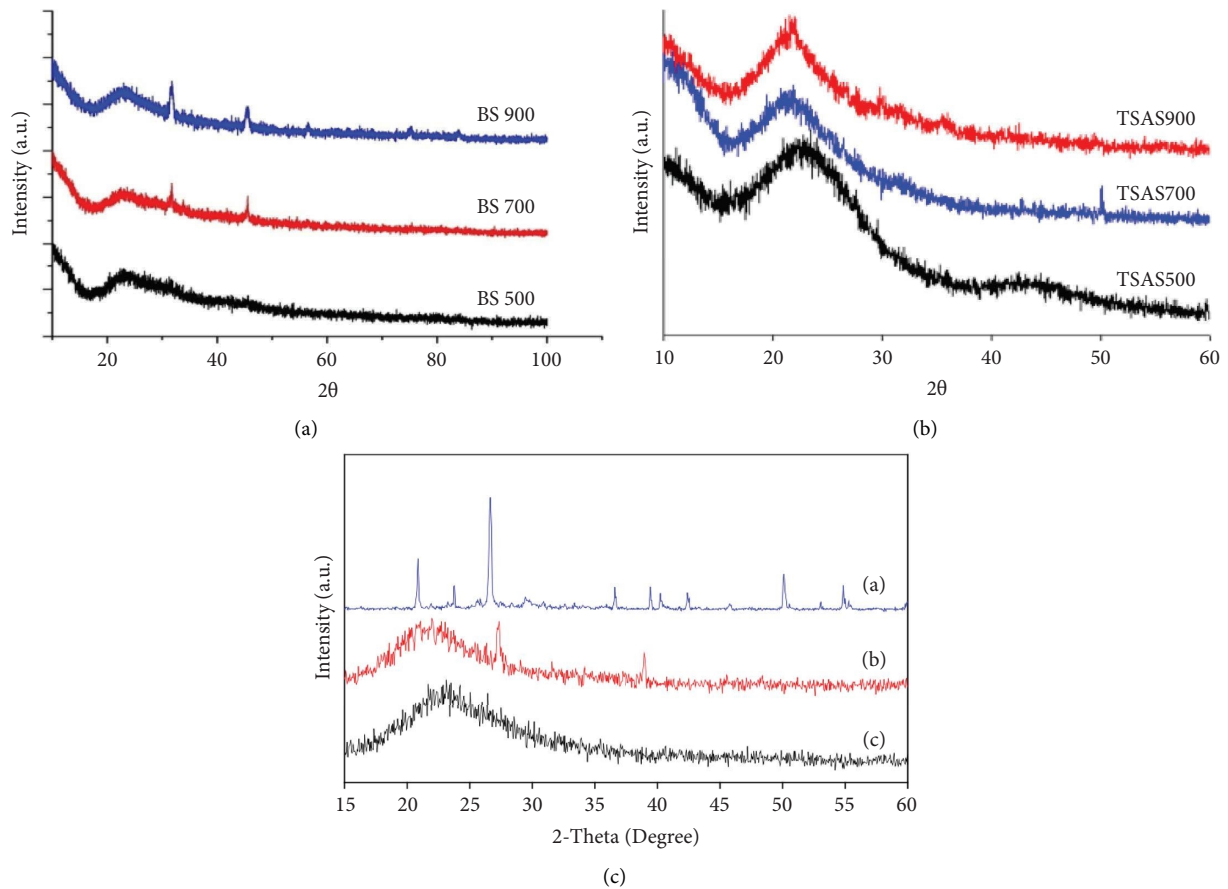 Intensity (a.u.)
BS 900
BS 700
BS 500
20 40 60 80 100
2θ
(a)
Intensity (a.u.)
TSAS900
TSAS700
TSAS500
10 20 30 40 50 60
2θ
(b)
Intensity (a.u.)
(a)
(b)
(c)
15 20 25 30 35 40 45 50 55 60
2-Theta (Degree)
(c)